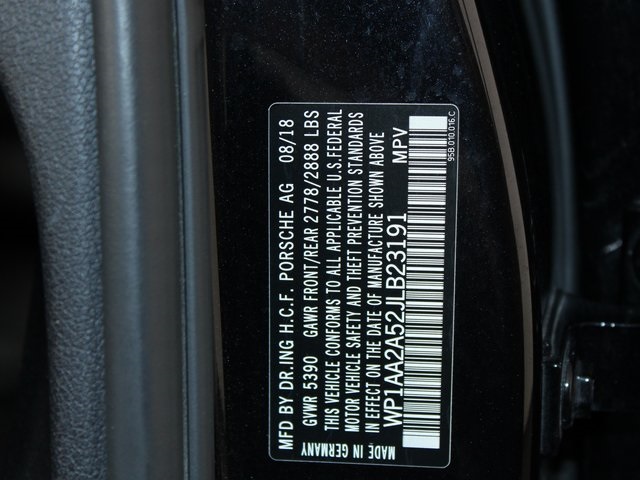 MFD BY DR.ING H.C.F. PORSCHE AG 08/18
GVWR 5390 GAWR FRONT/REAR 2778/2888 LBS
THIS VEHICLE CONFORMS TO ALL APPLICABLE U.S.FEDERAL
MOTOR VEHICLE SAFETY AND THEFT PREVENTION STANDARDS
IN EFFECT ON THE DATE OF MANUFACTURE SHOWN ABOVE
WP1AA2A52JLB23191 MPV
MADE IN GERMANY
95B 010 016 C